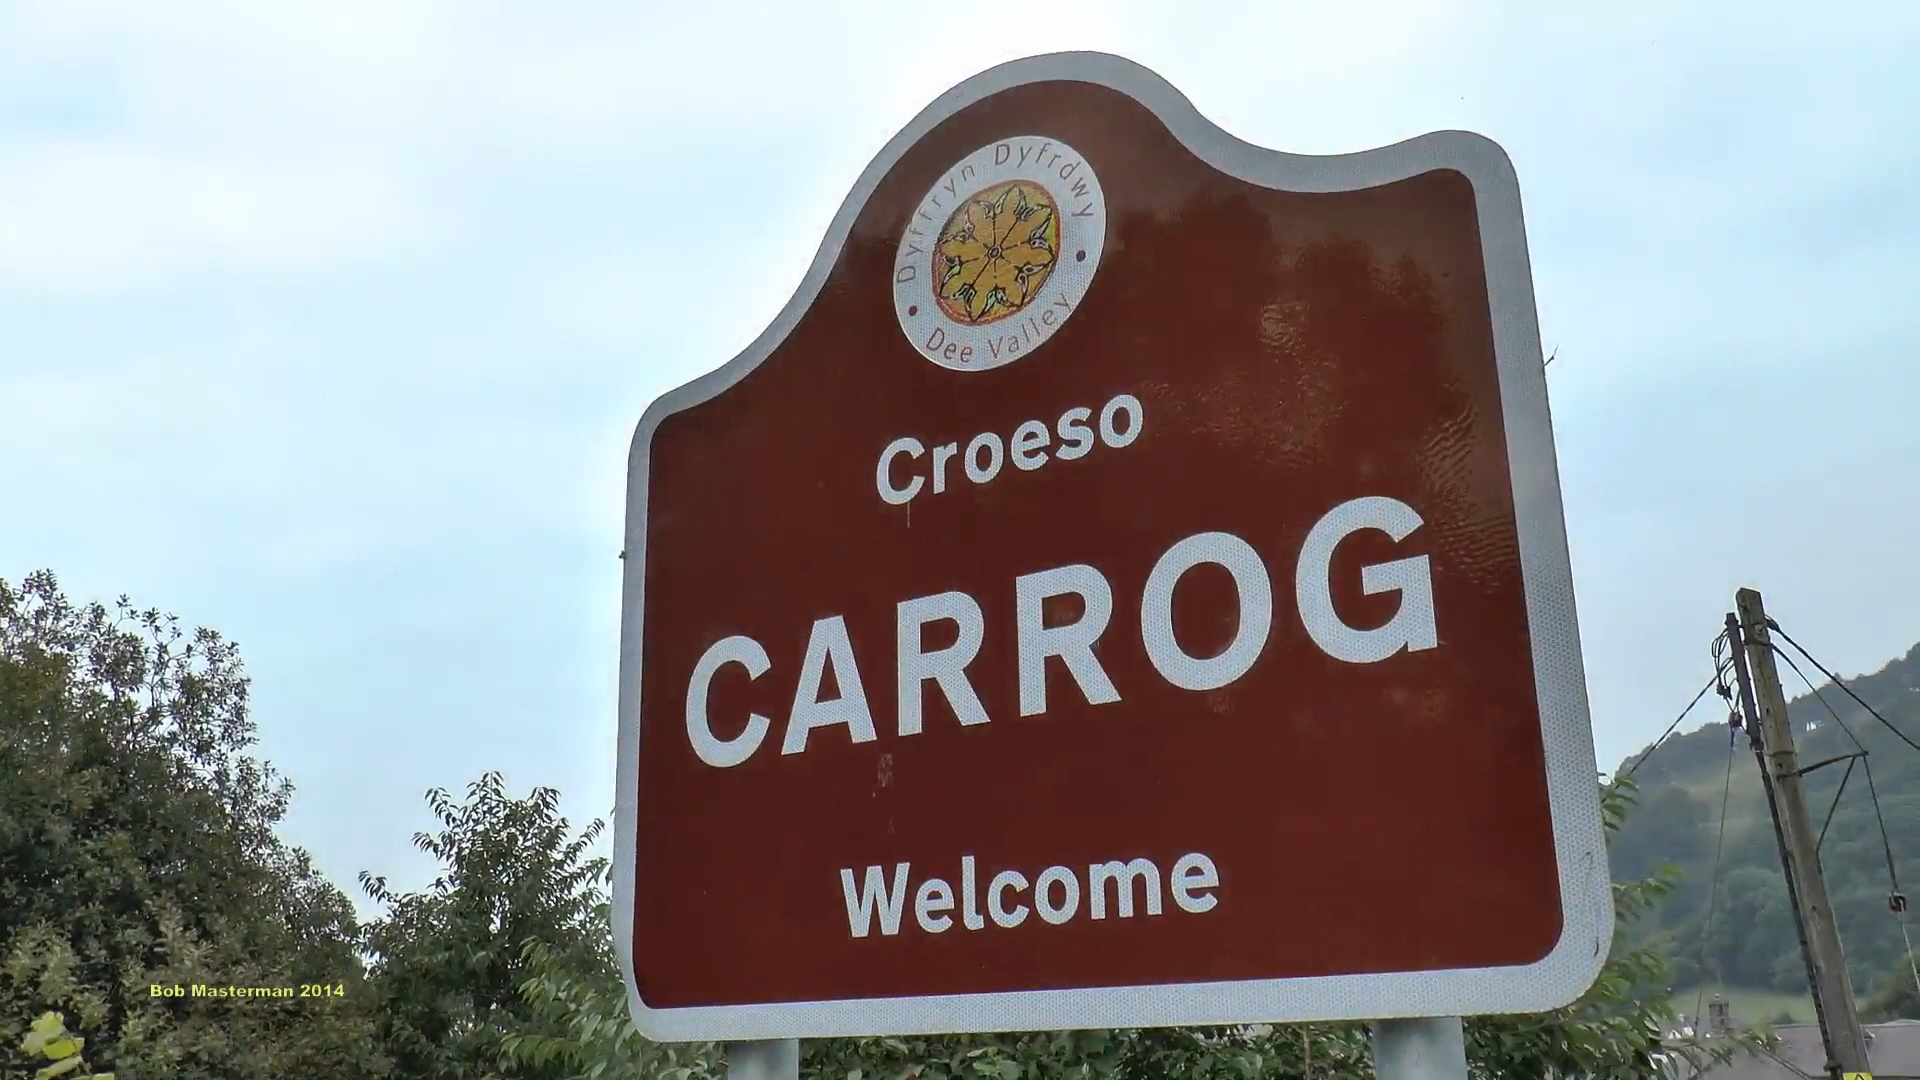 Dyffryn Dyfrdwy
Dee Valley
Croeso
CARROG
Welcome
Bob Masterman 2014